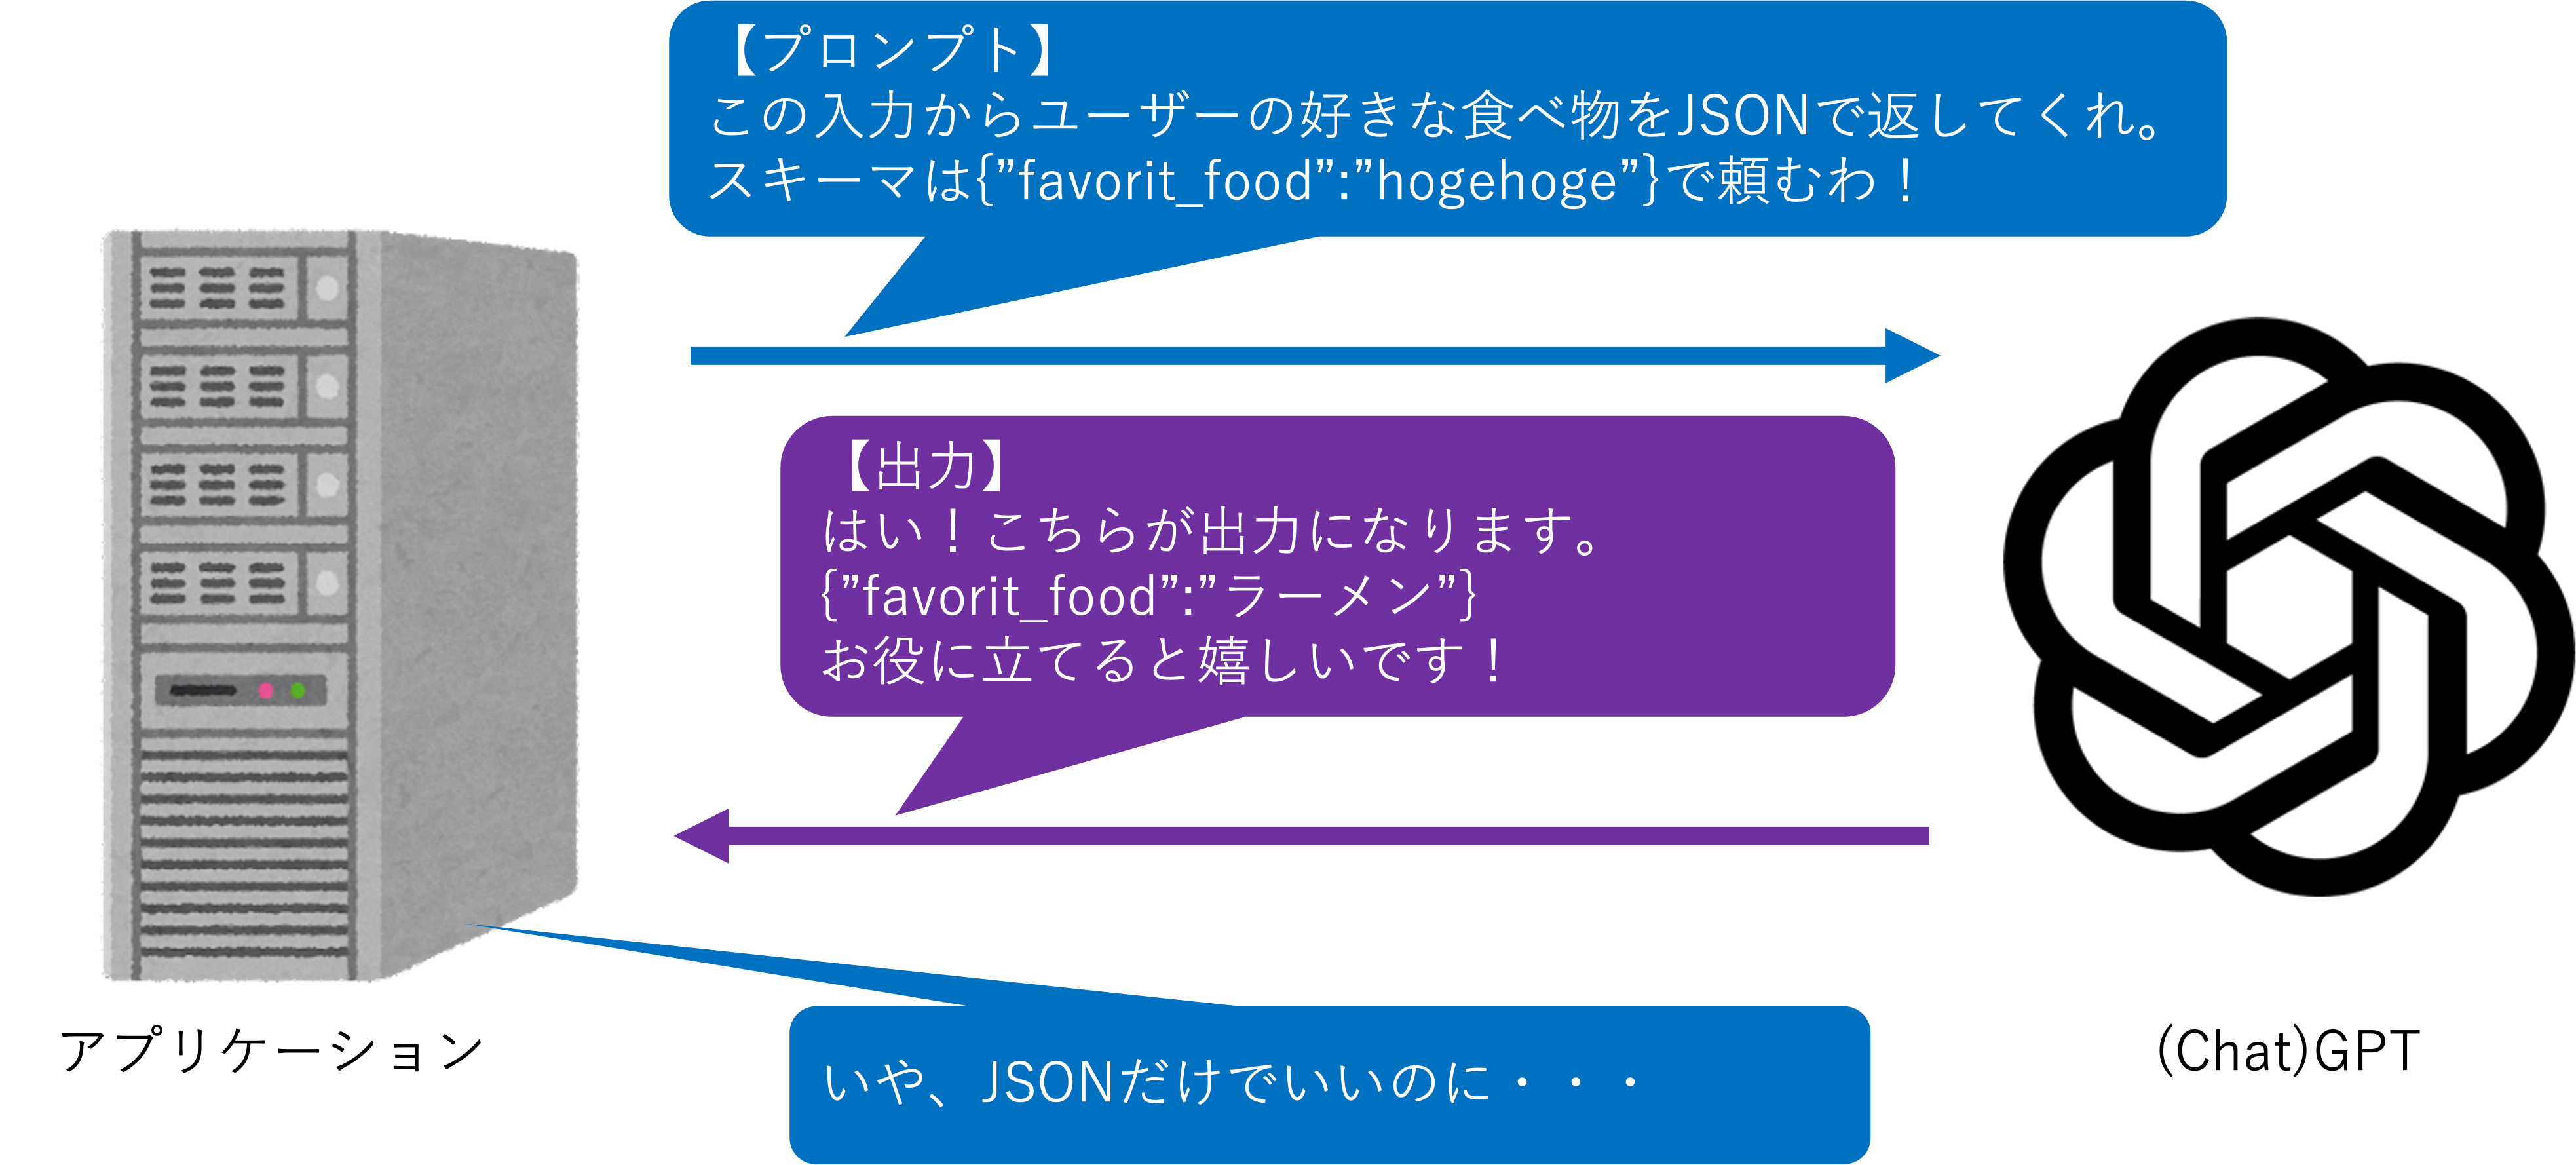 【プロンプト】
この入力からユーザーの好きな食べ物をJSONで返してくれ。
スキーマは{”favorit_food”:”hogehoge”}で頼むわ！
【出力】
はい！こちらが出力になります。
{”favorit_food”:”ラーメン”}
お役に立てると嬉しいです！
アプリケーション
(Chat)GPT
いや、JSONだけでいいのに・・・